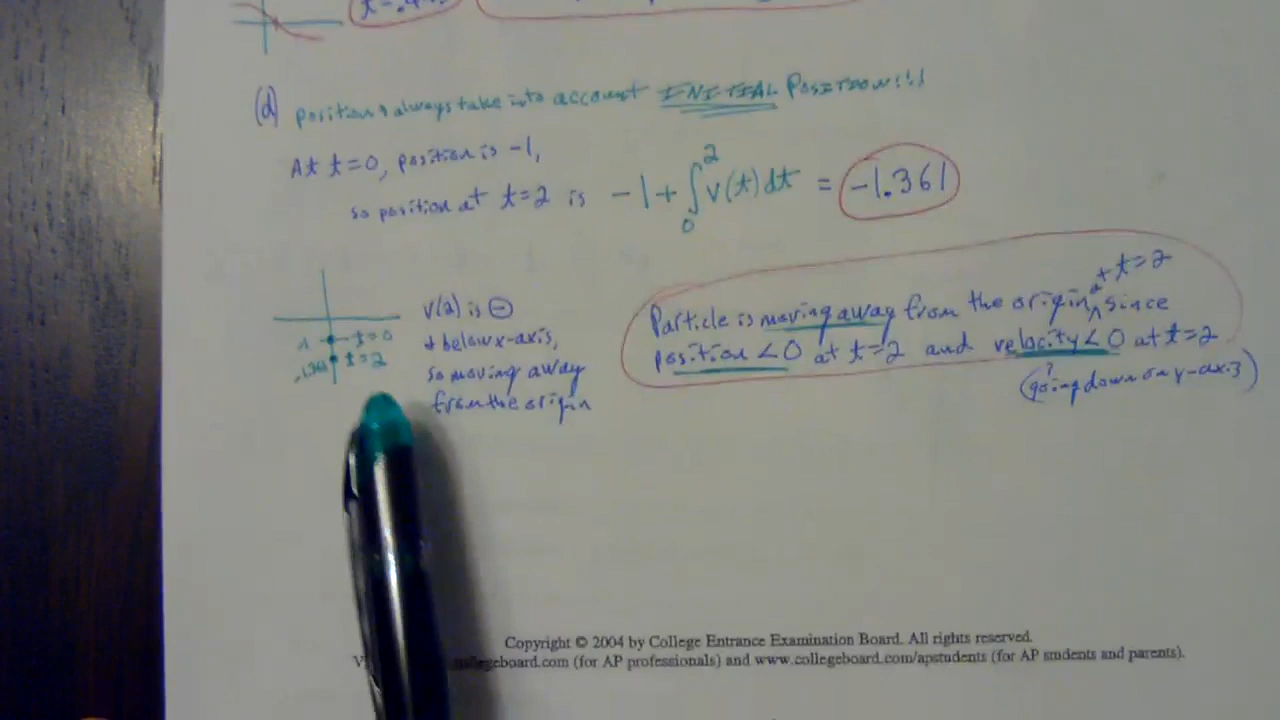 (d) position → always take into account INITIAL POSITION!!!
At t=0, position is -1,
so position at t=2 is -1 + ∫₀² v(t)dt = -1.361
-1 t=0
-1.361 t=2
v(2) is ⊖
+ below x-axis,
so moving away
from the origin
Particle is moving away from the origin at t=2 since
position <0 at t=2 and velocity <0 at t=2
(going down on y-axis)
Copyright © 2004 by College Entrance Examination Board. All rights reserved.
collegeboard.com (for AP professionals) and www.collegeboard.com/apstudents (for AP students and parents).